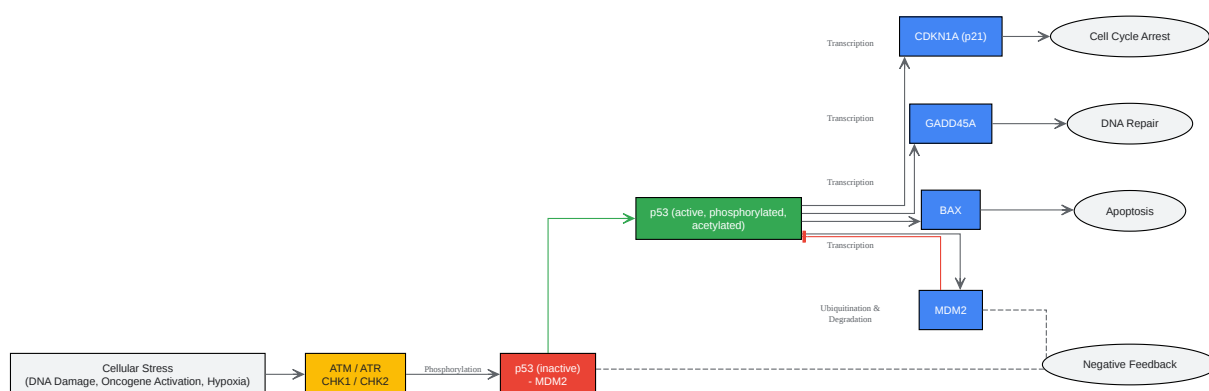 Transcription
CDKN1A (p21)
Cell Cycle Arrest
Transcription
GADD45A
DNA Repair
Transcription
p53 (active, phosphorylated,
acetylated)
BAX
Apoptosis
Transcription
Ubiquitination &
Degradation
MDM2
Cellular Stress
(DNA Damage, Oncogene Activation, Hypoxia)
ATM / ATR
CHK1 / CHK2
Phosphorylation
p53 (inactive)
- MDM2
Negative Feedback